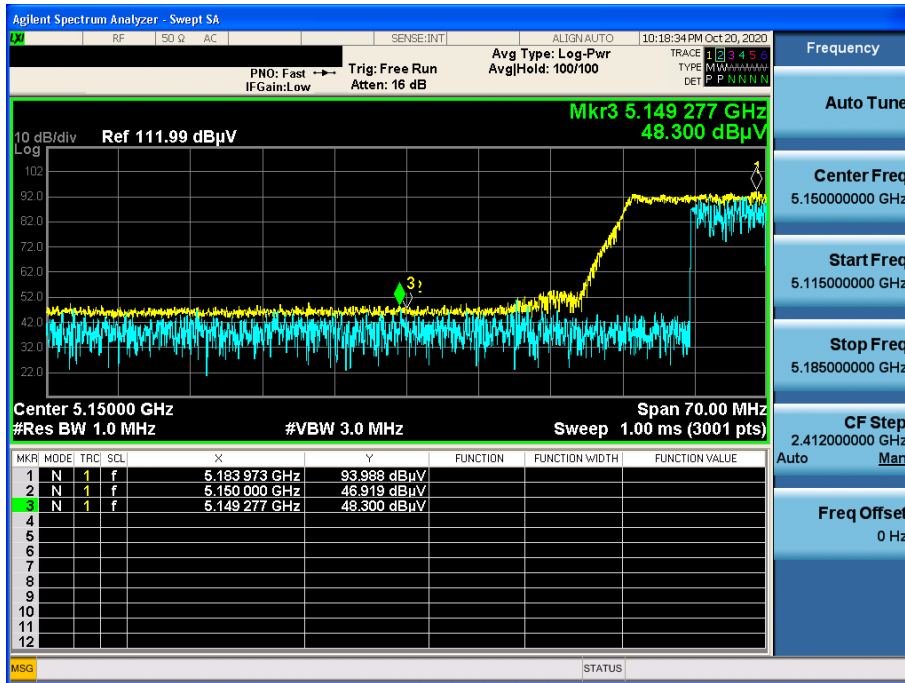 Agilent Spectrum Analyzer - Swept SA
LXI RF 50 Ω AC SENSE:INT ALIGN AUTO 10:18:34 PM Oct 20, 2020
PNO: Fast Trig: Free Run Avg Type: Log-Pwr TRACE 1 2 3 4 5 6
IFGain:Low Atten: 16 dB Avg|Hold: 100/100 TYPE M W W W W W
DET P P N N N N
Mkr3 5.149 277 GHz
48.300 dBµV
10 dB/div Ref 111.99 dBµV
Log
102
92.0
82.0
72.0
62.0
52.0
42.0
32.0
22.0
1
3
2
Center 5.15000 GHz Span 70.00 MHz
#Res BW 1.0 MHz #VBW 3.0 MHz Sweep 1.00 ms (3001 pts)
MKR MODE TRC SCL X Y FUNCTION FUNCTION WIDTH FUNCTION VALUE
1 N 1 f 5.183 973 GHz 93.988 dBµV
2 N 1 f 5.150 000 GHz 46.919 dBµV
3 N 1 f 5.149 277 GHz 48.300 dBµV
4
5
6
7
8
9
10
11
12
MSG STATUS
Frequency
Auto Tune
Center Freq
5.150000000 GHz
Start Freq
5.115000000 GHz
Stop Freq
5.185000000 GHz
CF Step
2.412000000 GHz
Auto Man
Freq Offset
0 Hz